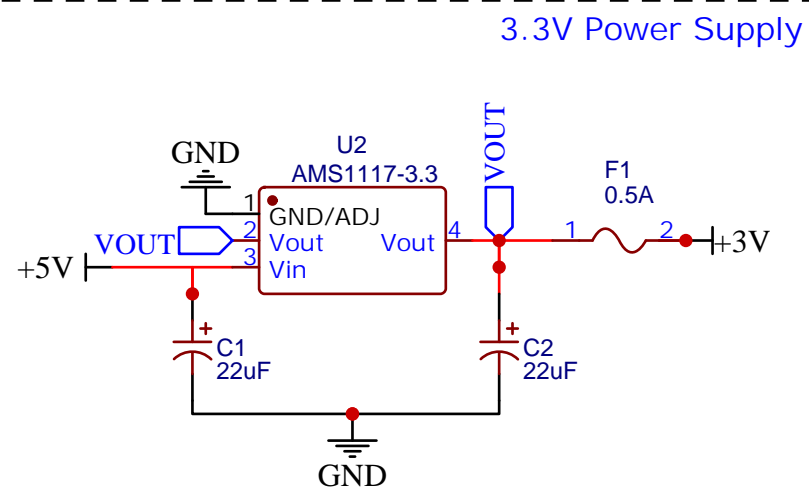 3.3V Power Supply
VOUT
U2
AMS1117-3.3
GND
F1
0.5A
1
GND/ADJ
VOUT
2
Vout
Vout
4
1
2
+3V
+5V
3
Vin
+
C1
22uF
+
C2
22uF
GND